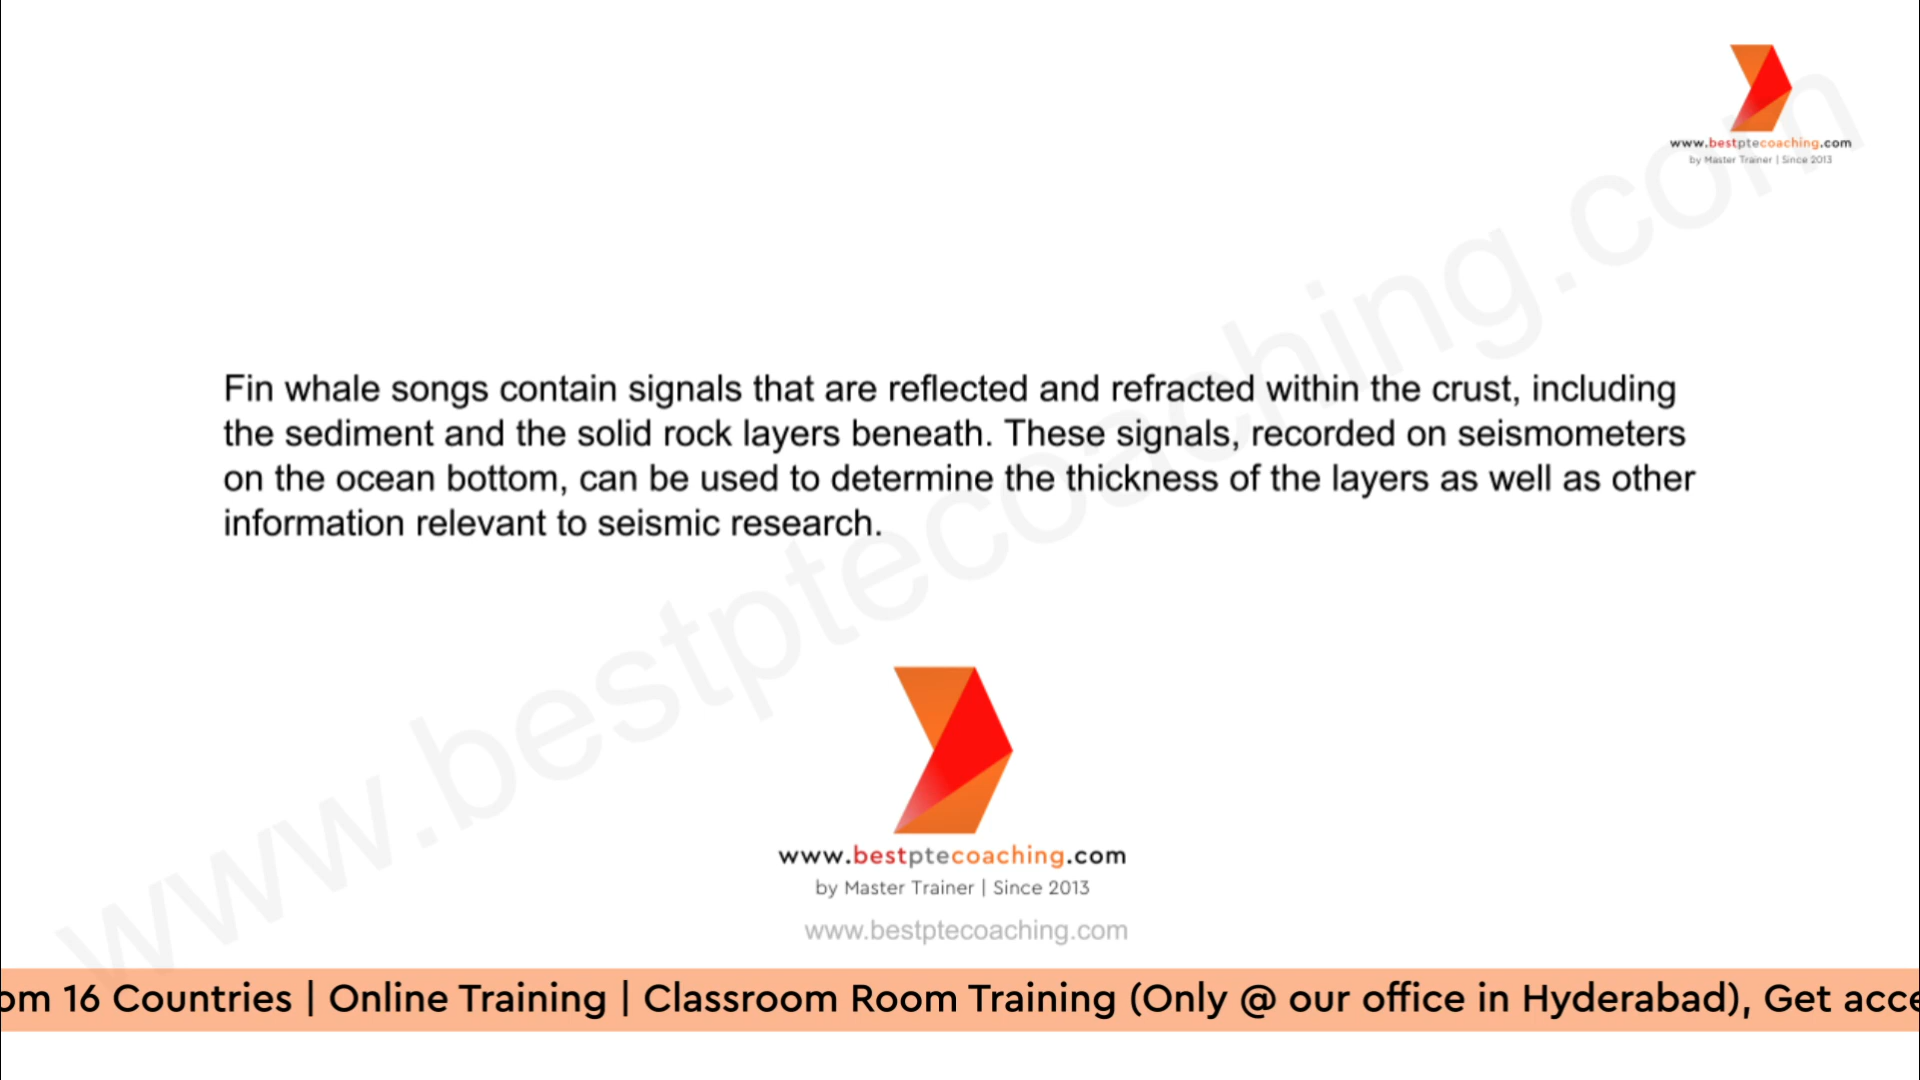 www.bestptecoaching.com
by Master Trainer | Since 2013
Fin whale songs contain signals that are reflected and refracted within the crust, including
the sediment and the solid rock layers beneath. These signals, recorded on seismometers
on the ocean bottom, can be used to determine the thickness of the layers as well as other
information relevant to seismic research.
www.bestptecoaching.com
www.bestptecoaching.com
by Master Trainer | Since 2013
www.bestptecoaching.com
om 16 Countries | Online Training | Classroom Room Training (Only @ our office in Hyderabad), Get acce